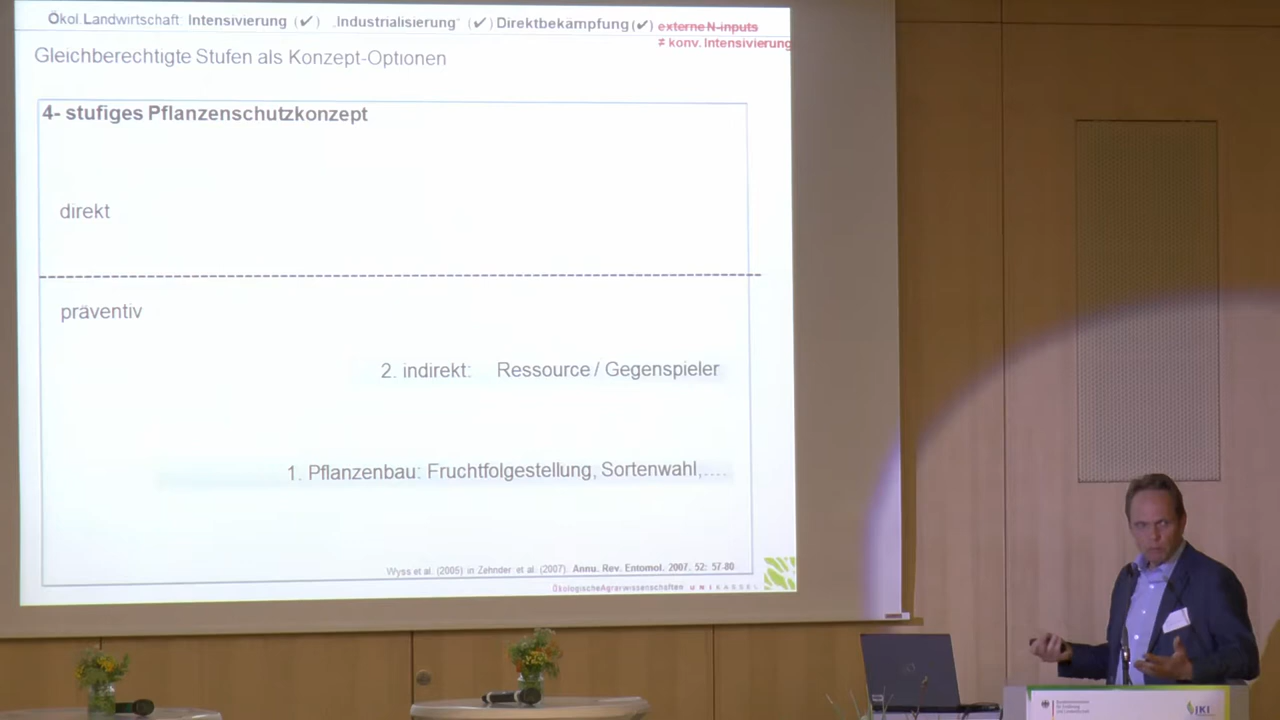 Ökol. Landwirtschaft: Intensivierung (✔) „Industrialisierung“ (✔) Direktbekämpfung (✔) externe N-inputs
≠ konv. Intensivierung
Gleichberechtigte Stufen als Konzept-Optionen
4- stufiges Pflanzenschutzkonzept
direkt
präventiv
2. indirekt: Ressource / Gegenspieler
1. Pflanzenbau: Fruchtfolgestellung, Sortenwahl,....
Wyss et al. (2005) in Zehnder et al. (2007). Annu. Rev. Entomol. 2007. 52: 57-80
ÖkologischeAgrarwissenschaften UNIKASSEL
JKI